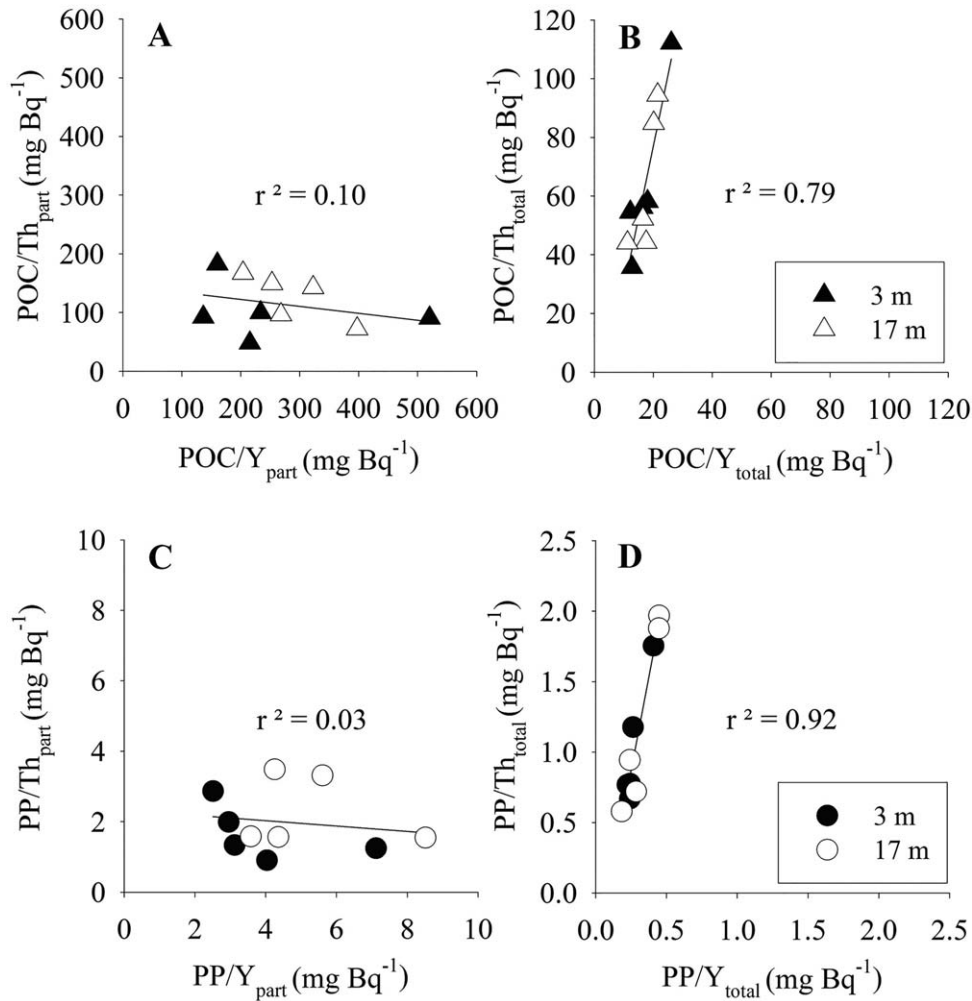 A
600
500
400
300
200
100
0
POC/Th_part (mg Bq⁻¹)
r ² = 0.10
0 100 200 300 400 500 600
POC/Y_part (mg Bq⁻¹)
B
120
100
80
60
40
20
0
POC/Th_total (mg Bq⁻¹)
r ² = 0.79
3 m
17 m
0 20 40 60 80 100 120
POC/Y_total (mg Bq⁻¹)
C
10
8
6
4
2
0
PP/Th_part (mg Bq⁻¹)
r ² = 0.03
0 2 4 6 8 10
PP/Y_part (mg Bq⁻¹)
D
2.5
2.0
1.5
1.0
0.5
0.0
PP/Th_total (mg Bq⁻¹)
r ² = 0.92
3 m
17 m
0.0 0.5 1.0 1.5 2.0 2.5
PP/Y_total (mg Bq⁻¹)